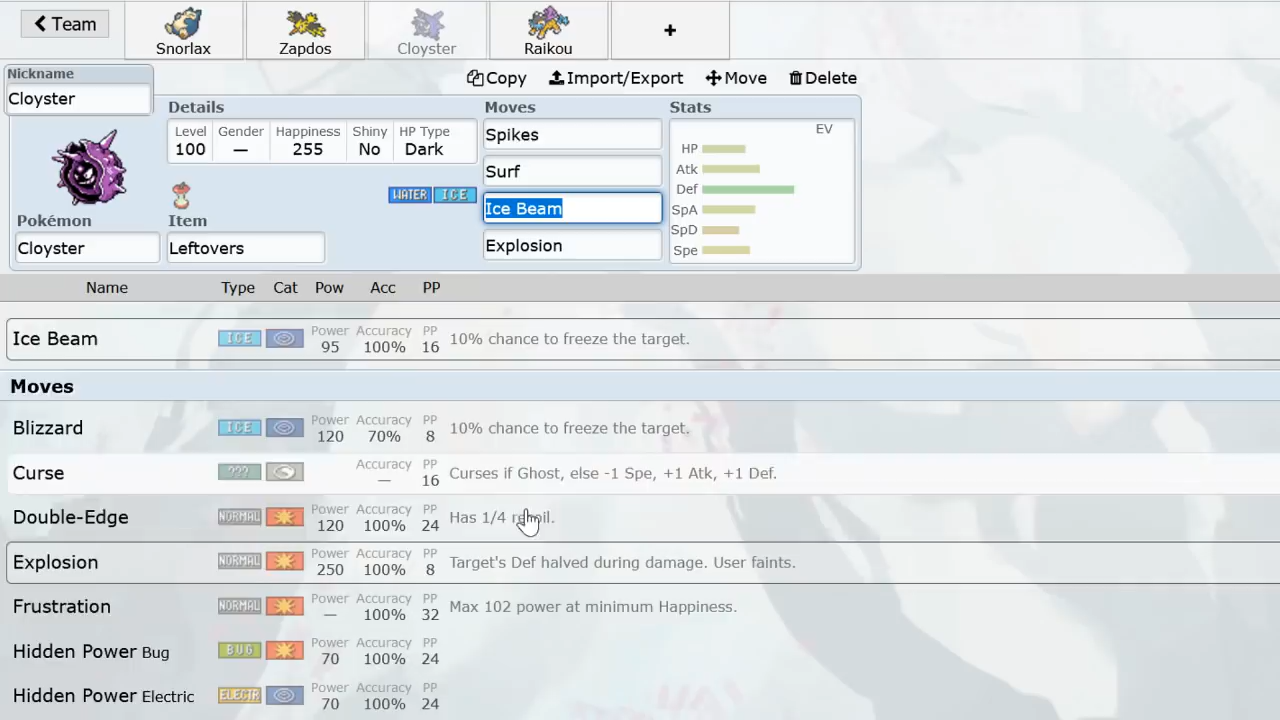 Team
Snorlax
Zapdos
Cloyster
Raikou
+
Nickname
Cloyster
Copy Import/Export Move Delete
Details
Level Gender Happiness Shiny HP Type
100 — 255 No Dark
WATER ICE
Pokémon
Cloyster
Item
Leftovers
Moves
Spikes
Surf
Ice Beam
Explosion
Stats
EV
HP
Atk
Def
SpA
SpD
Spe
Name Type Cat Pow Acc PP
Ice Beam ICE Power 95 Accuracy 100% PP 16 10% chance to freeze the target.
Moves
Blizzard ICE Power 120 Accuracy 70% PP 8 10% chance to freeze the target.
Curse ??? Accuracy — PP 16 Curses if Ghost, else -1 Spe, +1 Atk, +1 Def.
Double-Edge NORMAL Power 120 Accuracy 100% PP 24 Has 1/4 recoil.
Explosion NORMAL Power 250 Accuracy 100% PP 8 Target's Def halved during damage. User faints.
Frustration NORMAL Power — Accuracy 100% PP 32 Max 102 power at minimum Happiness.
Hidden Power Bug BUG Power 70 Accuracy 100% PP 24
Hidden Power Electric ELECTR Power 70 Accuracy 100% PP 24